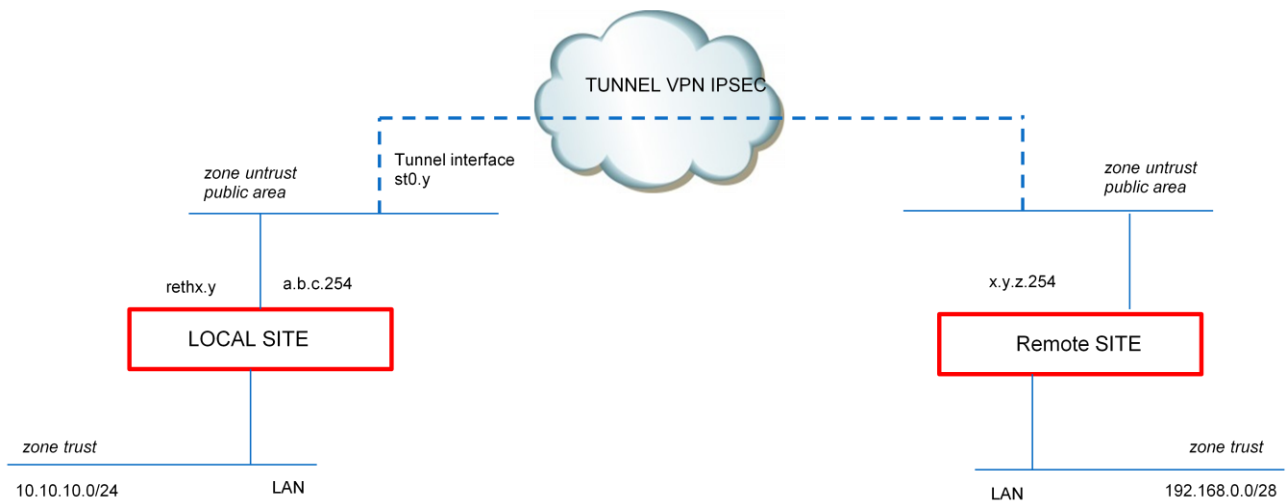 TUNNEL VPN IPSEC
Tunnel interface
st0.y
zone untrust
public area
zone untrust
public area
rethx.y
a.b.c.254
x.y.z.254
LOCAL SITE
Remote SITE
zone trust
zone trust
10.10.10.0/24
LAN
LAN
192.168.0.0/28